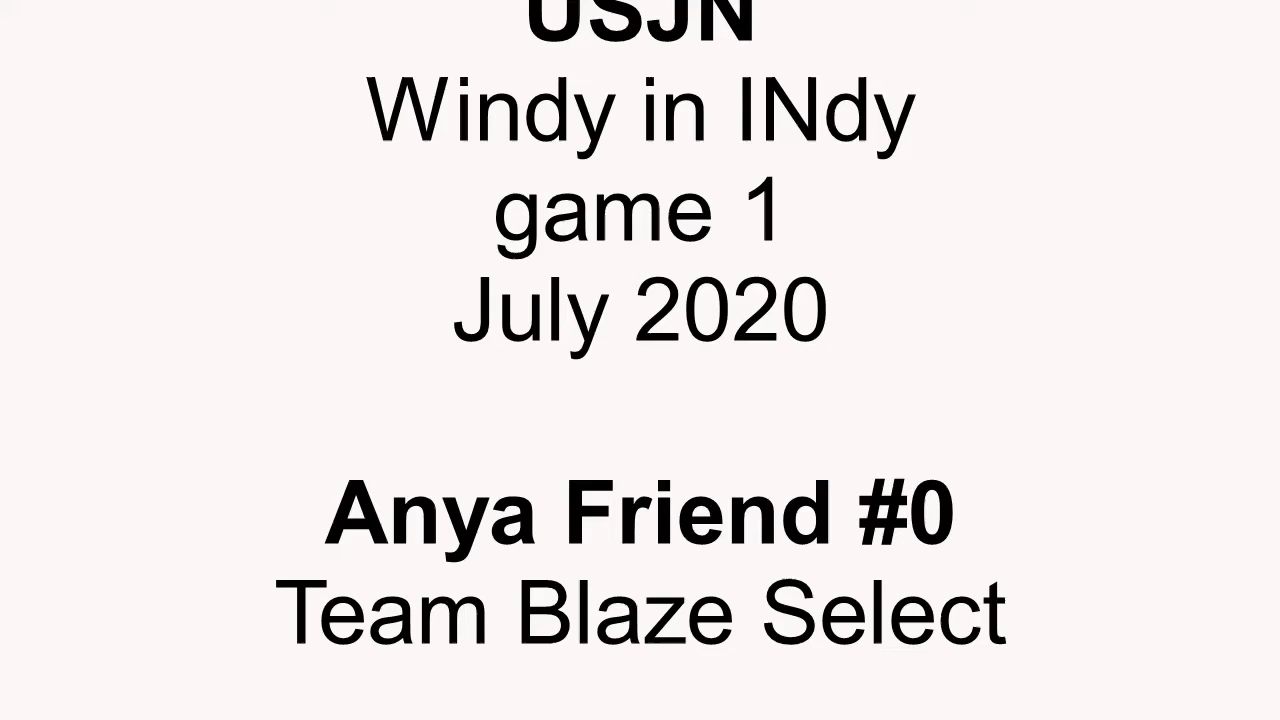 USJN
Windy in INdy
game 1
July 2020
Anya Friend #0
Team Blaze Select